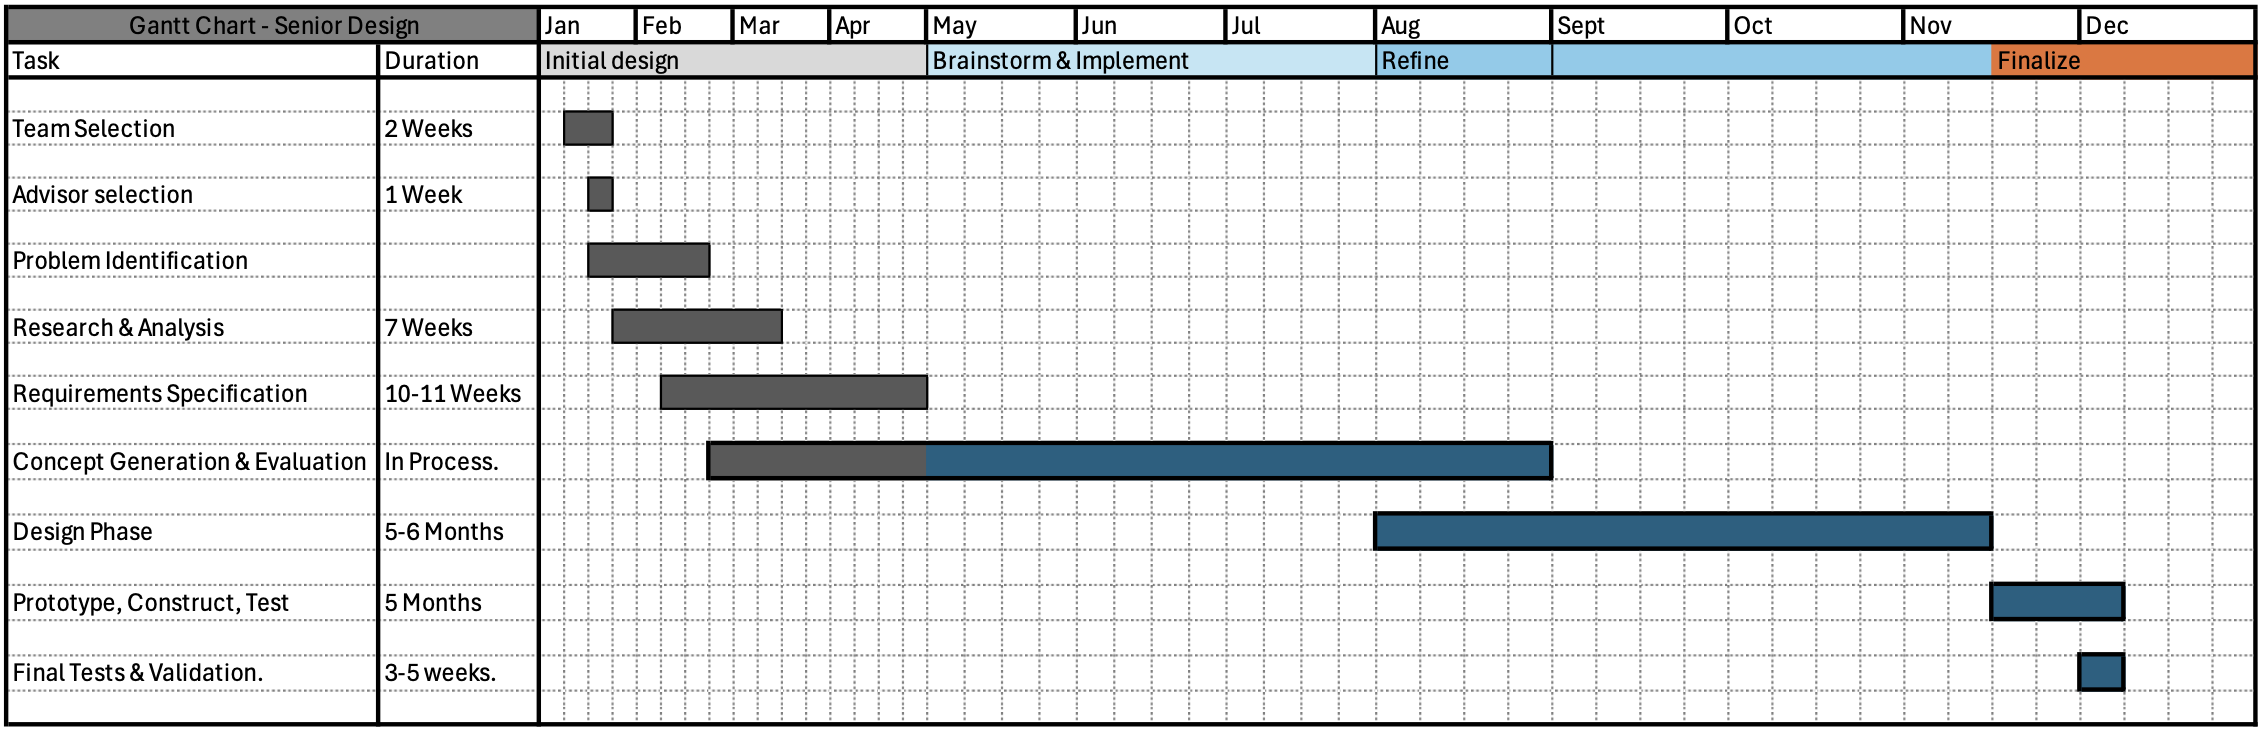 Gantt Chart - Senior Design Jan Feb Mar Apr May Jun Jul Aug Sept Oct Nov Dec
Task Duration Initial design Brainstorm & Implement Refine Finalize
Team Selection 2 Weeks
Advisor selection 1 Week
Problem Identification
Research & Analysis 7 Weeks
Requirements Specification 10-11 Weeks
Concept Generation & Evaluation In Process.
Design Phase 5-6 Months
Prototype, Construct, Test 5 Months
Final Tests & Validation. 3-5 weeks.